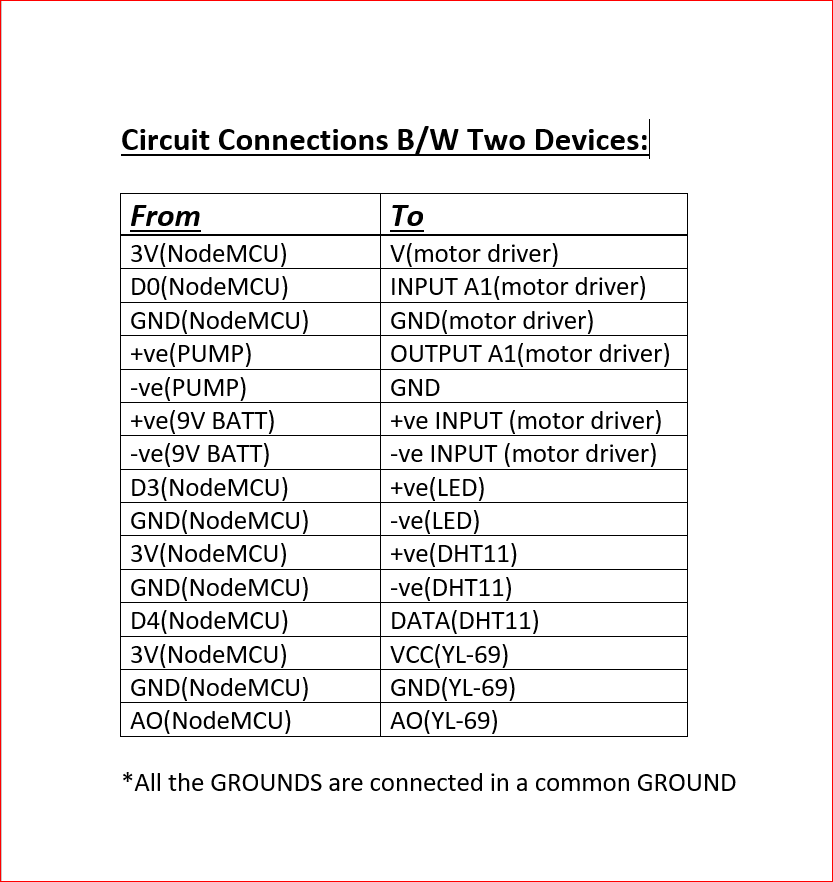 Circuit Connections B/W Two Devices:
From To
3V(NodeMCU) V(motor driver)
D0(NodeMCU) INPUT A1(motor driver)
GND(NodeMCU) GND(motor driver)
+ve(PUMP) OUTPUT A1(motor driver)
-ve(PUMP) GND
+ve(9V BATT) +ve INPUT (motor driver)
-ve(9V BATT) -ve INPUT (motor driver)
D3(NodeMCU) +ve(LED)
GND(NodeMCU) -ve(LED)
3V(NodeMCU) +ve(DHT11)
GND(NodeMCU) -ve(DHT11)
D4(NodeMCU) DATA(DHT11)
3V(NodeMCU) VCC(YL-69)
GND(NodeMCU) GND(YL-69)
AO(NodeMCU) AO(YL-69)
*All the GROUNDS are connected in a common GROUND